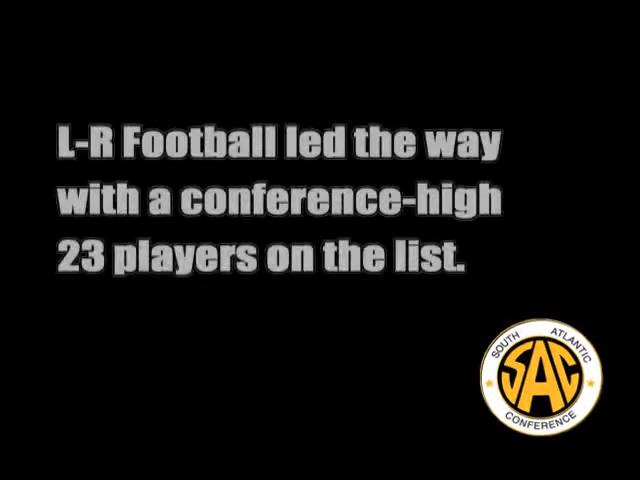 L-R Football led the way
with a conference-high
23 players on the list.
SOUTH ATLANTIC
SAC
CONFERENCE